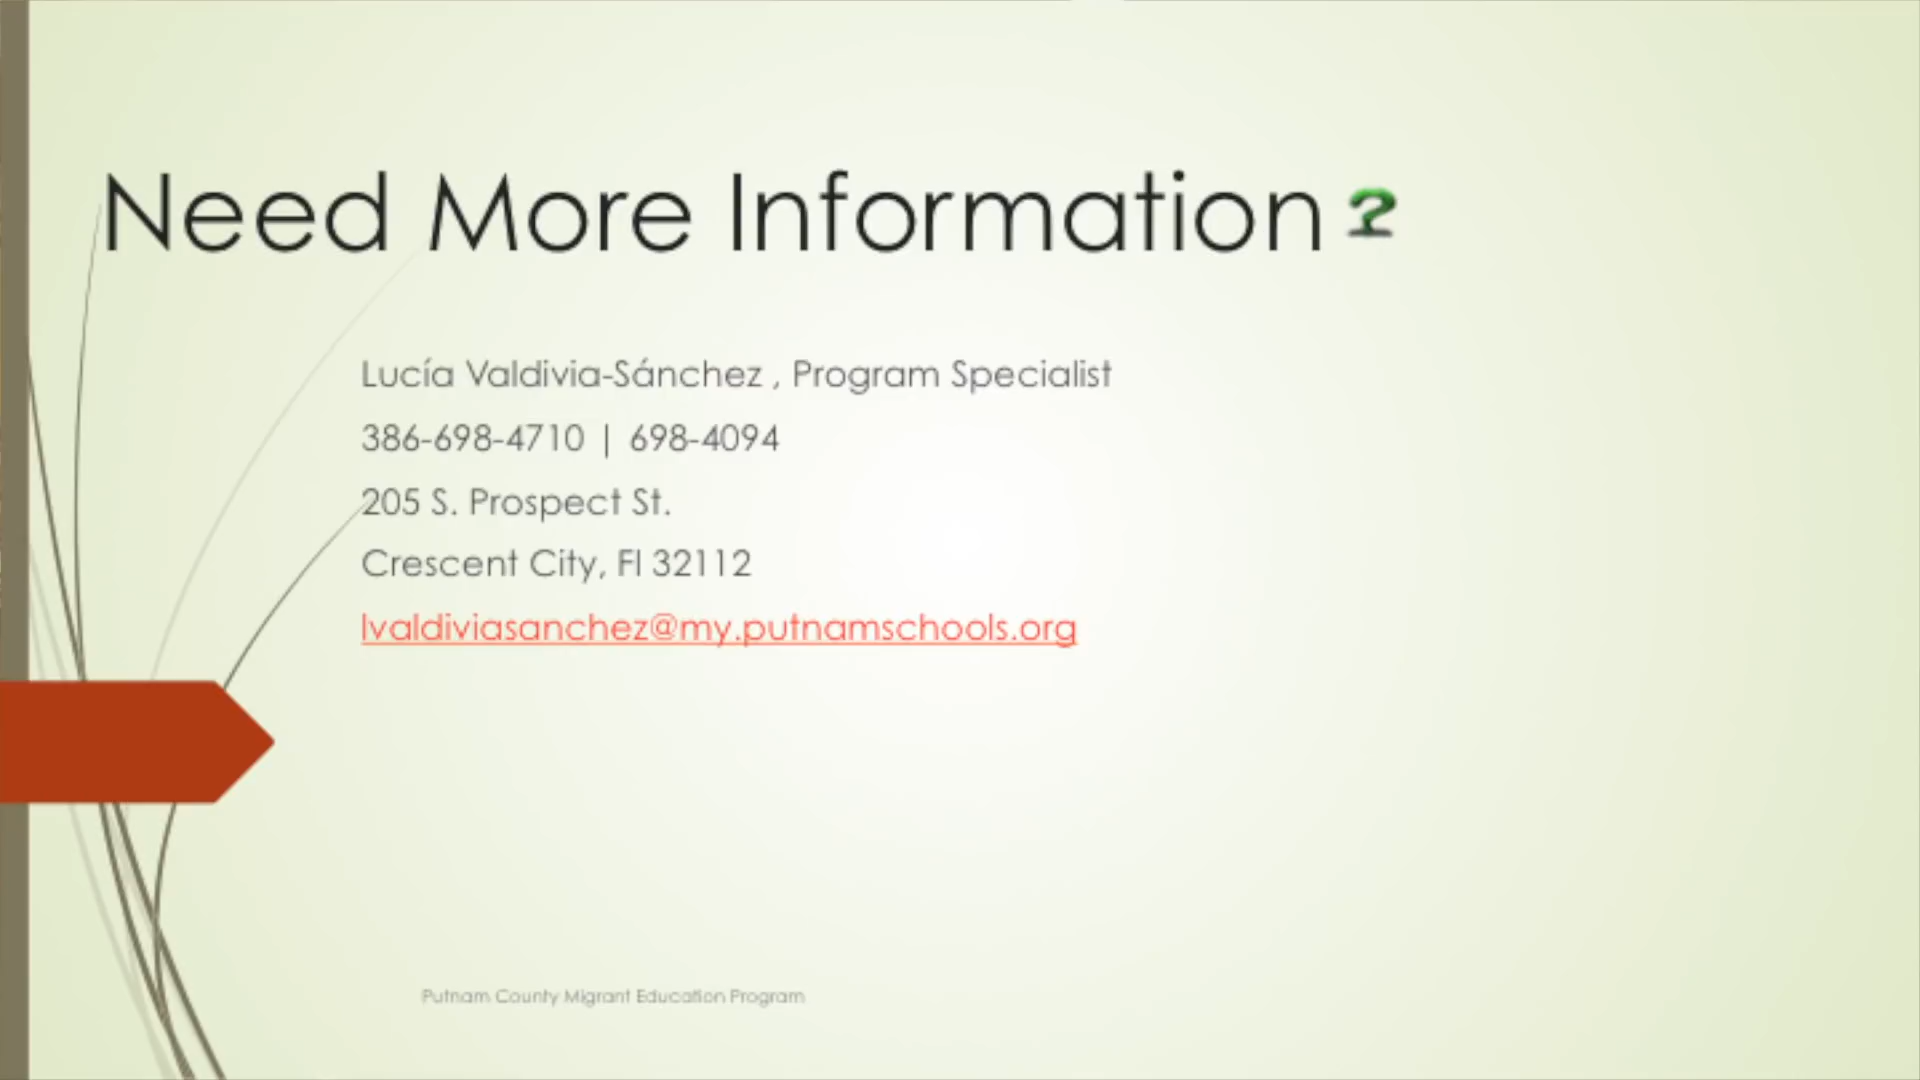 Need More Information ?
Lucía Valdivia-Sánchez , Program Specialist
386-698-4710 | 698-4094
205 S. Prospect St.
Crescent City, Fl 32112
lvaldiviasanchez@my.putnamschools.org
Putnam County Migrant Education Program